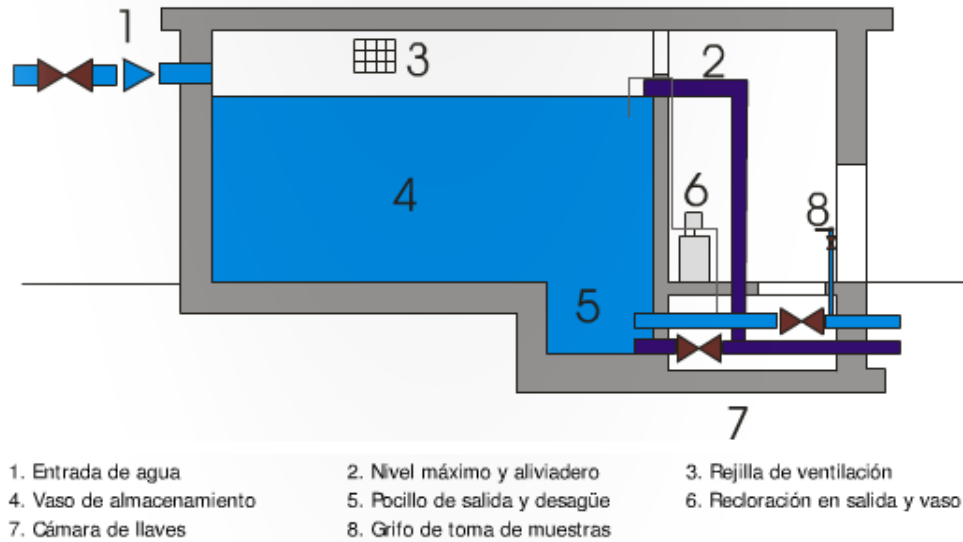 1
3
2
4
6
8
5
7
1. Entrada de agua 2. Nivel máximo y aliviadero 3. Rejilla de ventilación
4. Vaso de almacenamiento 5. Pocillo de salida y desagüe 6. Recloración en salida y vaso
7. Cámara de llaves 8. Grifo de toma de muestras